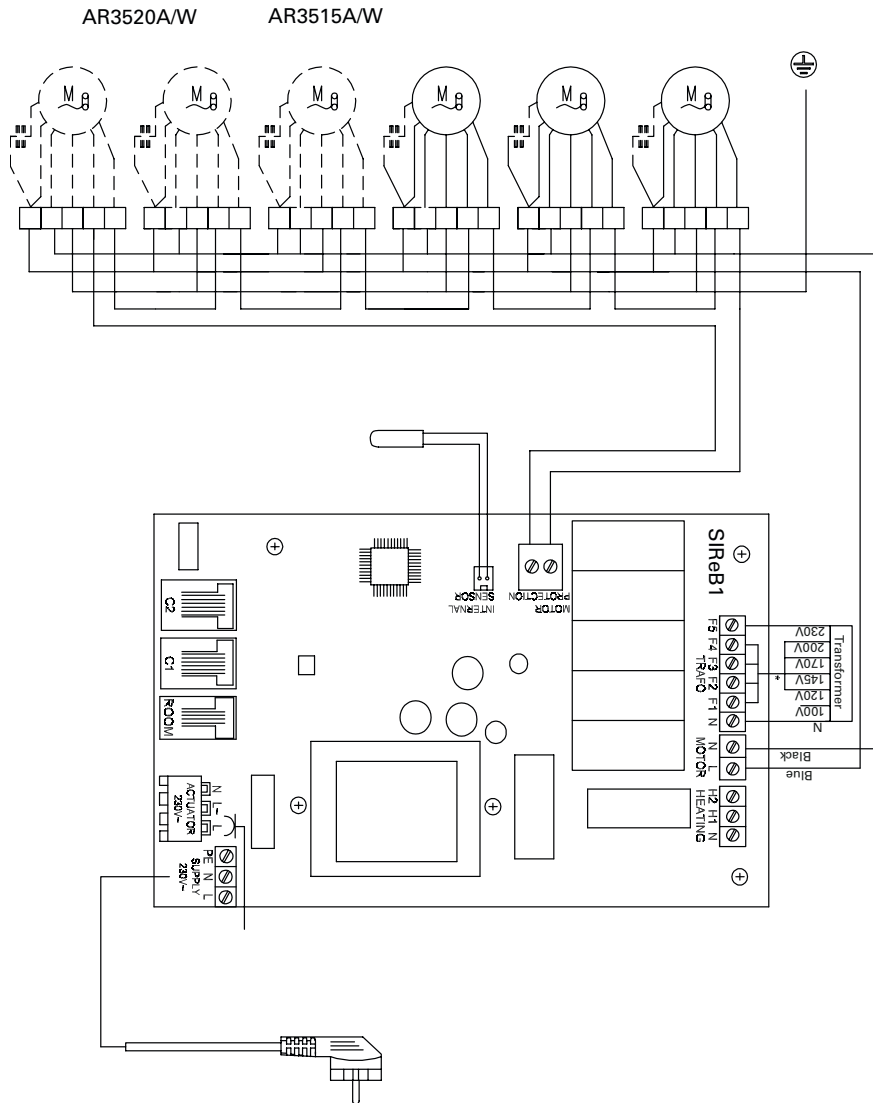 AR3520A/W
AR3515A/W
M
M
M
M
M
M
SIReB1
INTERNAL
SENSOR
MOTOR
PROTECTION
C2
C1
ROOM
F5
F4
F3
F2
F1
N
TRAFO
230V
200V
170V
145V
120V
100V
N
*
Transformer
N
L
MOTOR
Black
Blue
H2
H1
N
HEATING
N
L~
L
ACTUATOR
230V~
PE
N
L
SUPPLY
230V~